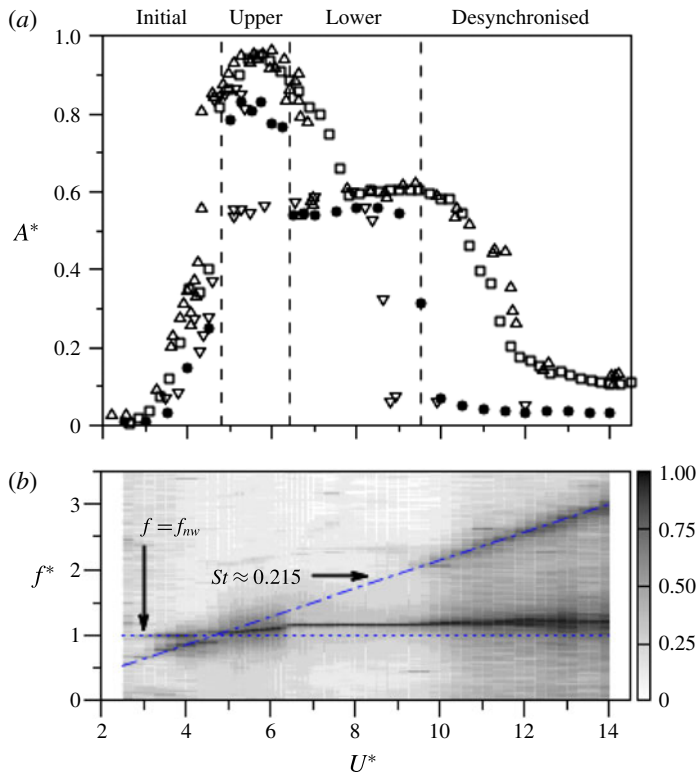 (a) Initial Upper Lower Desynchronised
1.0
0.8
0.6
A*
0.4
0.2
0
(b)
1.00
3
f = f_nw
0.75
f*
2
St ≈ 0.215
0.50
1
0.25
0
0
2 4 6 8 10 12 14
U*